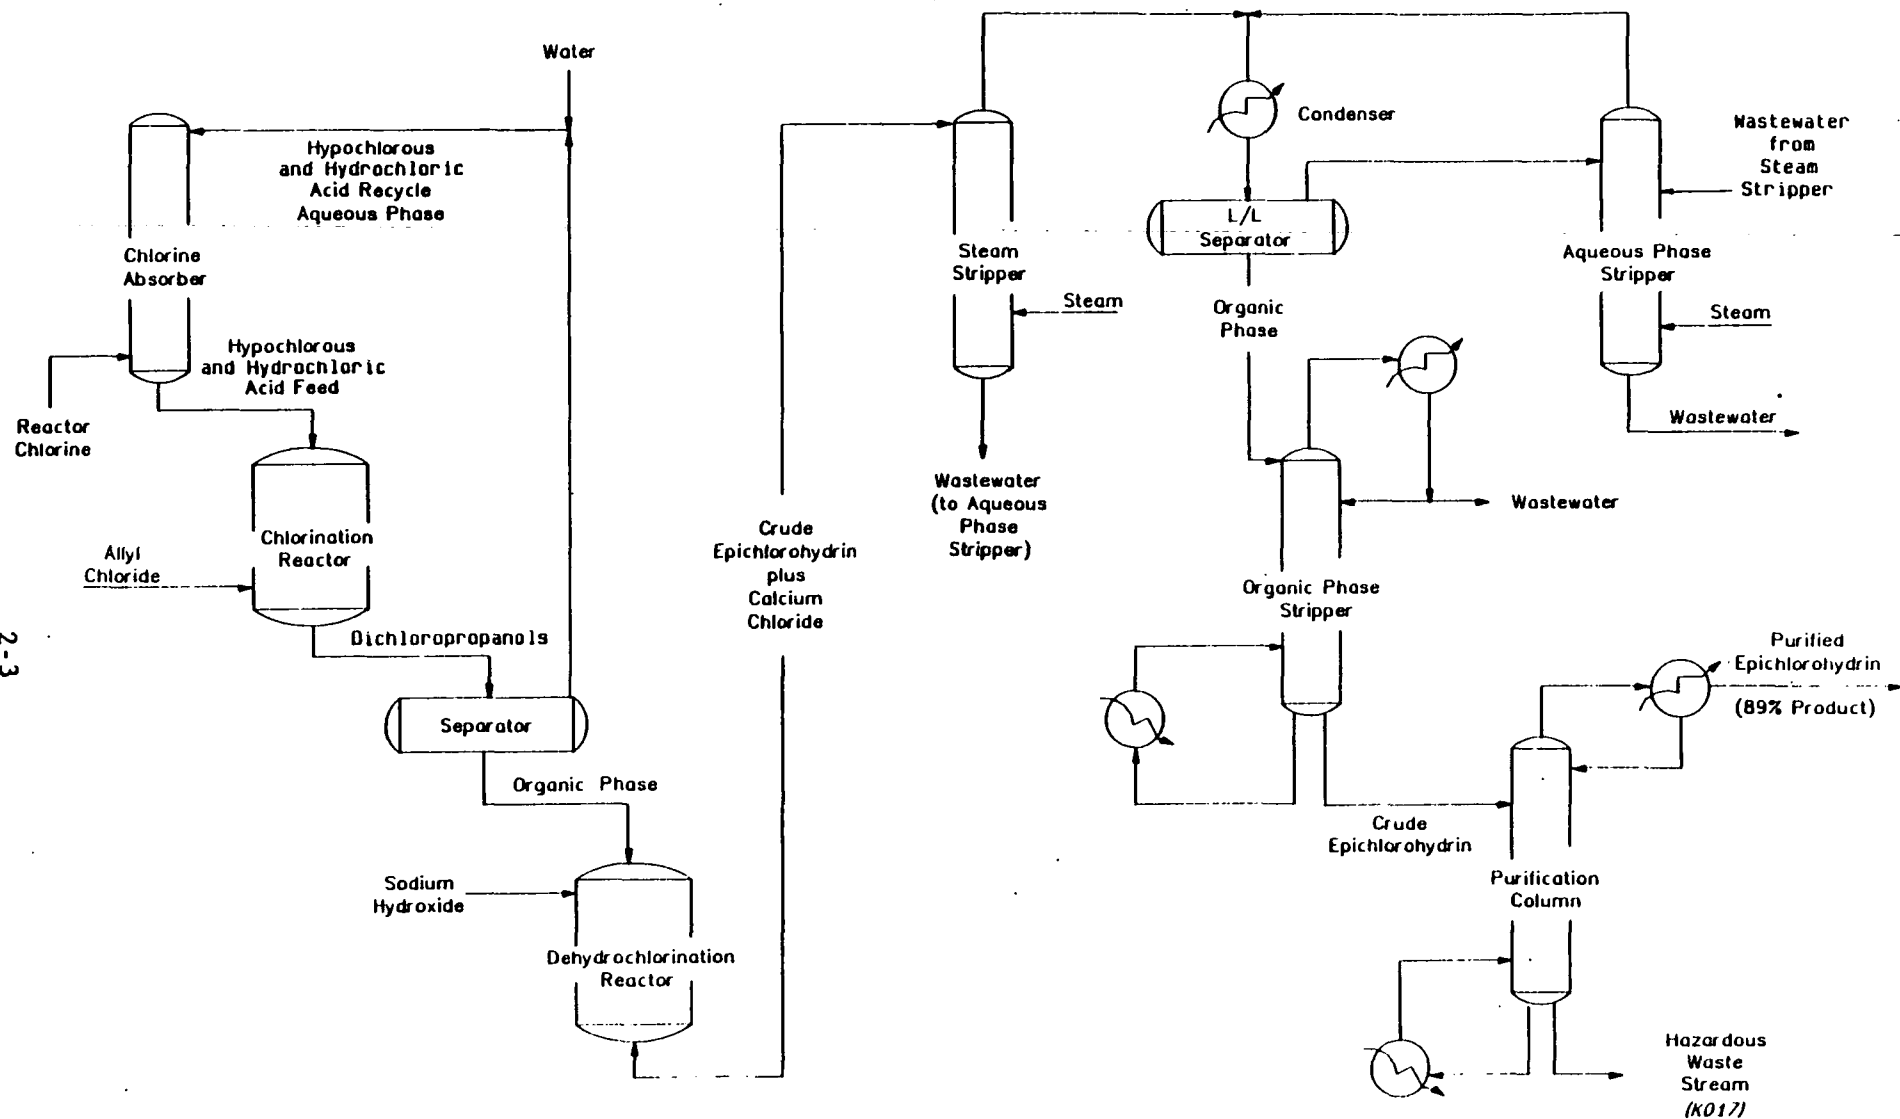 Water
Hypochlorous
and Hydrochloric
Acid Recycle
Aqueous Phase
Chlorine
Absorber
Hypochlorous
and Hydrochloric
Acid Feed
Reactor
Chlorine
Chlorination
Reactor
Allyl
Chloride
Dichloropropanols
Separator
Organic Phase
Sodium
Hydroxide
Dehydrochlorination
Reactor
Crude
Epichlorohydrin
plus
Calcium
Chloride
Steam
Stripper
Steam
Wastewater
(to Aqueous
Phase
Stripper)
Condenser
L/L
Separator
Organic
Phase
Wastewater
from
Steam
Stripper
Aqueous Phase
Stripper
Steam
Wastewater
Wastewater
Organic Phase
Stripper
Crude
Epichlorohydrin
Purified
Epichlorohydrin
(89% Product)
Purification
Column
Hazardous
Waste
Stream
(K017)
2-3